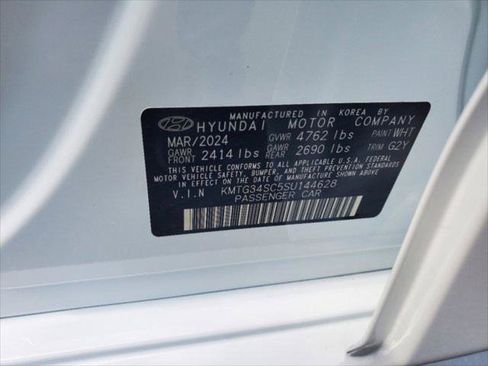 MANUFACTURED IN KOREA BY
HYUNDAI MOTOR COMPANY
MAR/2024 GVWR 4762 lbs PAINT WHT
GAWR FRONT 2414 lbs GAWR REAR 2690 lbs TRIM G2Y
THIS VEHICLE CONFORMS TO ALL APPLICABLE U.S.A. FEDERAL
MOTOR VEHICLE SAFETY, BUMPER, AND THEFT PREVENTION
STANDARDS IN EFFECT ON THE DATE OF MANUFACTURE SHOWN ABOVE.
V.I.N KMTG34SC5SU144628
PASSENGER CAR